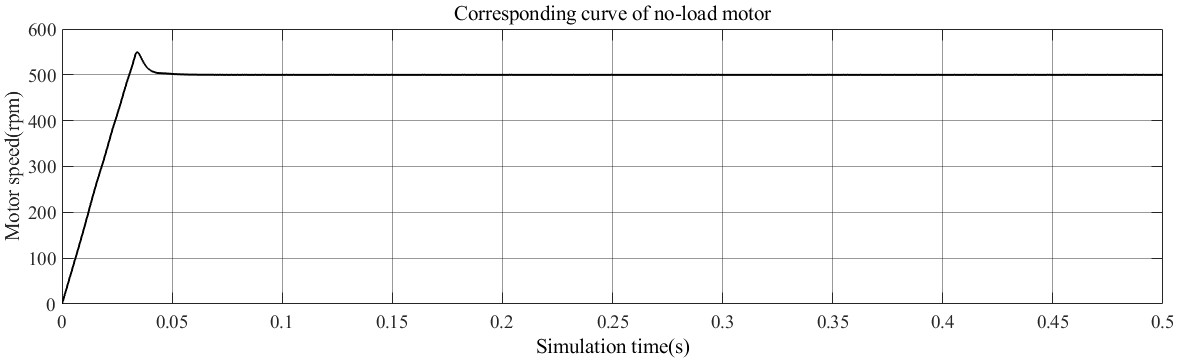 Corresponding curve of no-load motor
600
500
400
300
200
100
0
Motor speed(rpm)
0 0.05 0.1 0.15 0.2 0.25 0.3 0.35 0.4 0.45 0.5
Simulation time(s)